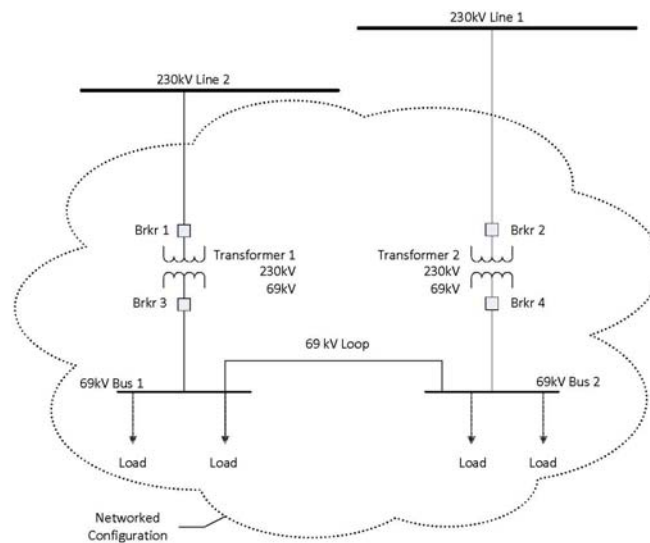 230kV Line 1
230kV Line 2
Brkr 1
Transformer 1
230kV
69kV
Brkr 3
Brkr 2
Transformer 2
230kV
69kV
Brkr 4
69 kV Loop
69kV Bus 1
69kV Bus 2
Load
Load
Load
Load
Networked
Configuration